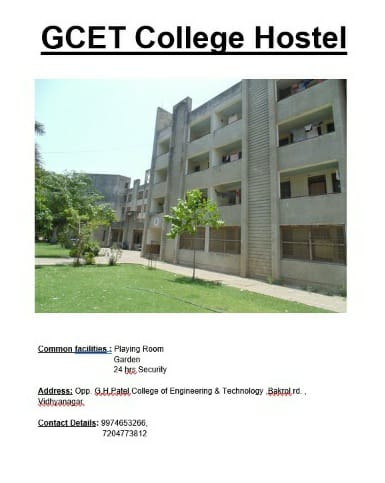 GCET College Hostel
Common facilities : Playing Room
Garden
24 hrs Security
Address: Opp. G.H.Patel College of Engineering & Technology ,Bakrol rd. ,
Vidhyanagar,
Contact Details: 9974653266,
7204773812